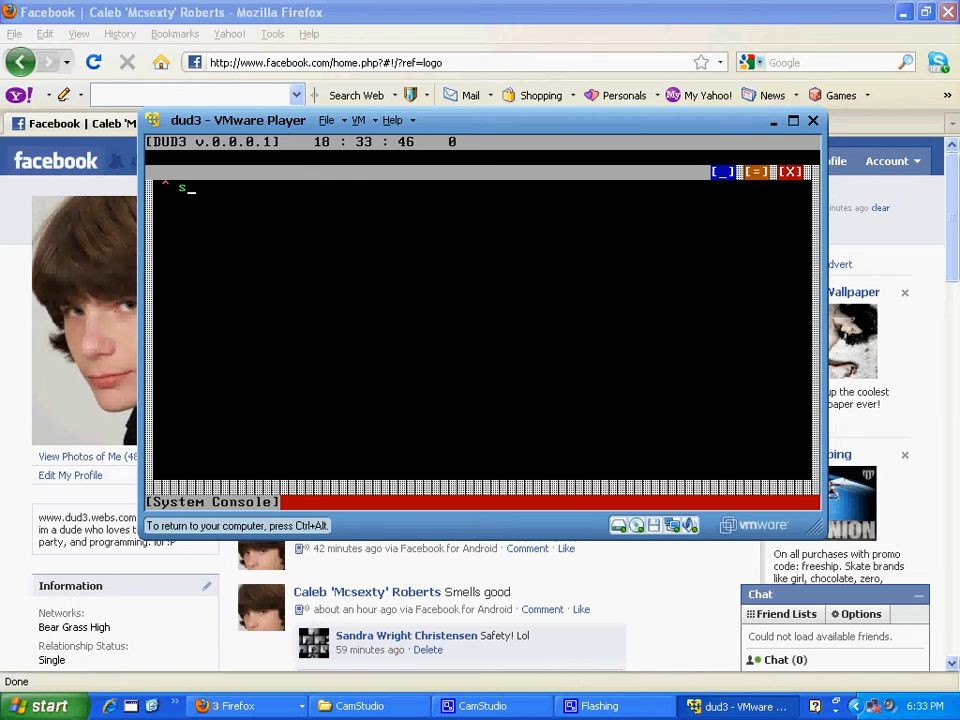 Facebook | Caleb 'Mcsexty' Roberts - Mozilla Firefox
File Edit View History Bookmarks Yahoo! Tools Help
http://www.facebook.com/home.php?#!/?ref=logo
Google
Y! Search Web Mail Shopping Personals My Yahoo! News Games »
Facebook | Caleb 'M
dud3 - VMware Player File VM Help
[DUD3 v.0.0.0.1] 18 : 33 : 46 0
facebook
ofile Account
[_] [=] [X]
^ s_
inutes ago clear
dvert
Wallpaper
up the coolest
paper ever!
View Photos of Me (48
Edit My Profile
ping
NION
[System Console]
To return to your computer, press Ctrl+Alt.
vmware
www.dud3.webs.com
im a dude who loves t
party, and programming. lol :P
42 minutes ago via Facebook for Android · Comment · Like
On all purchases with promo
code: freeship. Skate brands
like girl, chocolate, zero,
Information
Networks:
Bear Grass High
Relationship Status:
Single
Caleb 'Mcsexty' Roberts Smells good
about an hour ago via Facebook for Android · Comment · Like
Sandra Wright Christensen Safety! Lol
59 minutes ago · Delete
Chat
Friend Lists Options
Could not load available friends.
Chat (0)
Done
start » 3 Firefox CamStudio CamStudio Flashing dud3 - VMware ... 6:33 PM